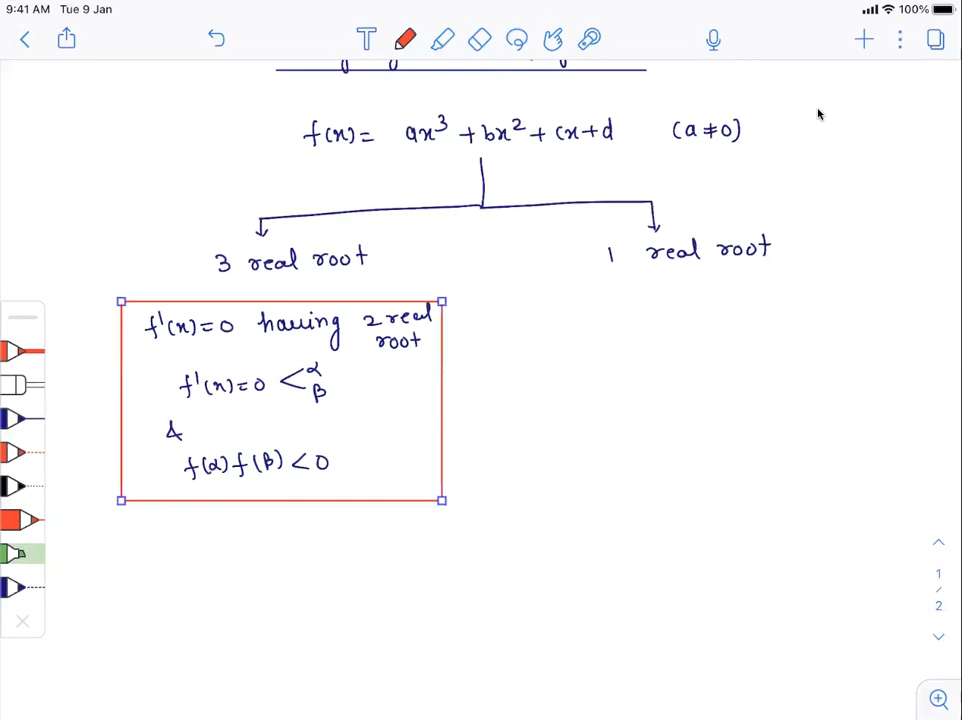 9:41 AM Tue 9 Jan 100%
f(x)= ax³ + bx² + cx + d (a ≠ 0)
3 real root
1 real root
f'(x)=0 having 2 real
root
f'(x)=0 < α
β
&
f(α) f(β) < 0
1
/
2